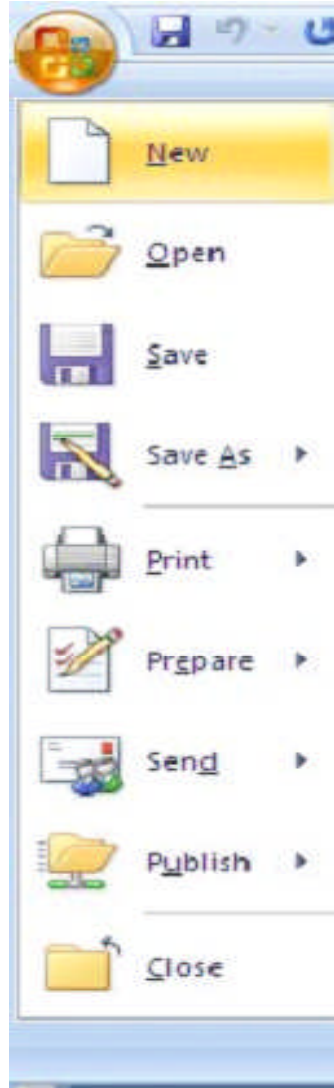 New
Open
Save
Save As
Print
Prepare
Send
Publish
Close